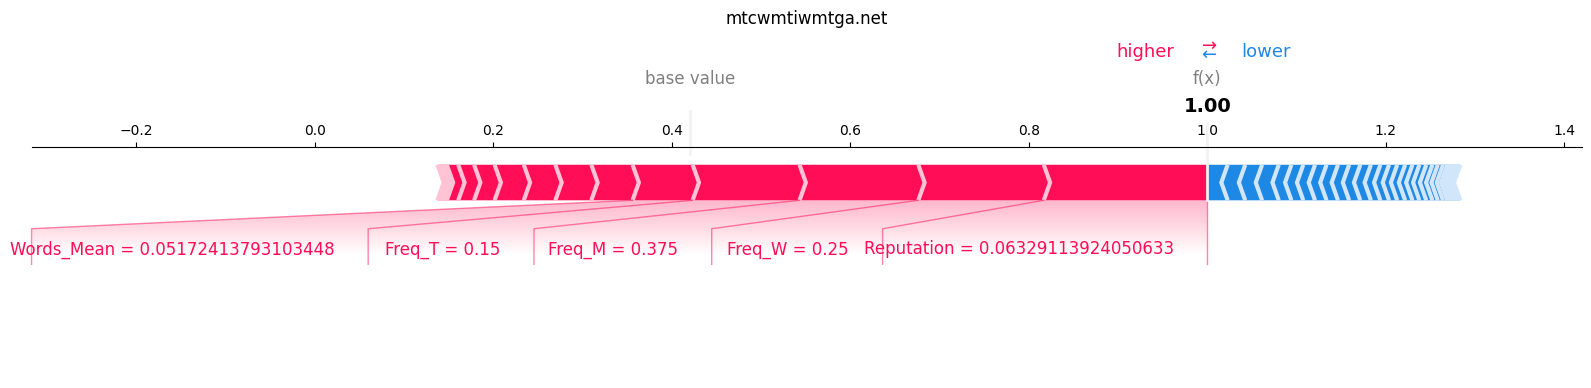 mtcwmtiwmtga.net
higher ⇄ lower
base value f(x)
1.00
−0.2 0.0 0.2 0.4 0.6 0.8 1.0 1.2 1.4
Words_Mean = 0.05172413793103448 Freq_T = 0.15 Freq_M = 0.375 Freq_W = 0.25 Reputation = 0.06329113924050633